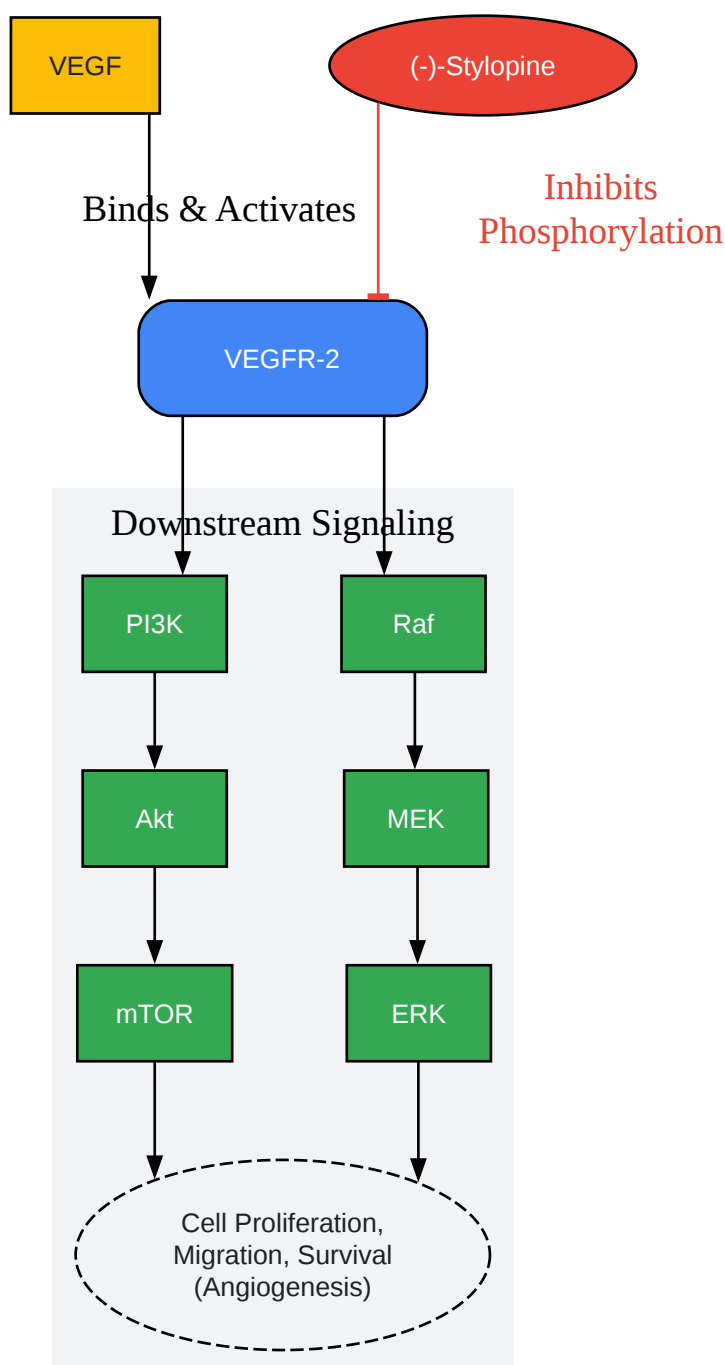 VEGF
(-)-Stylopine
Binds & Activates
Inhibits
Phosphorylation
VEGFR-2
Downstream Signaling
PI3K
Raf
Akt
MEK
mTOR
ERK
Cell Proliferation,
Migration, Survival
(Angiogenesis)